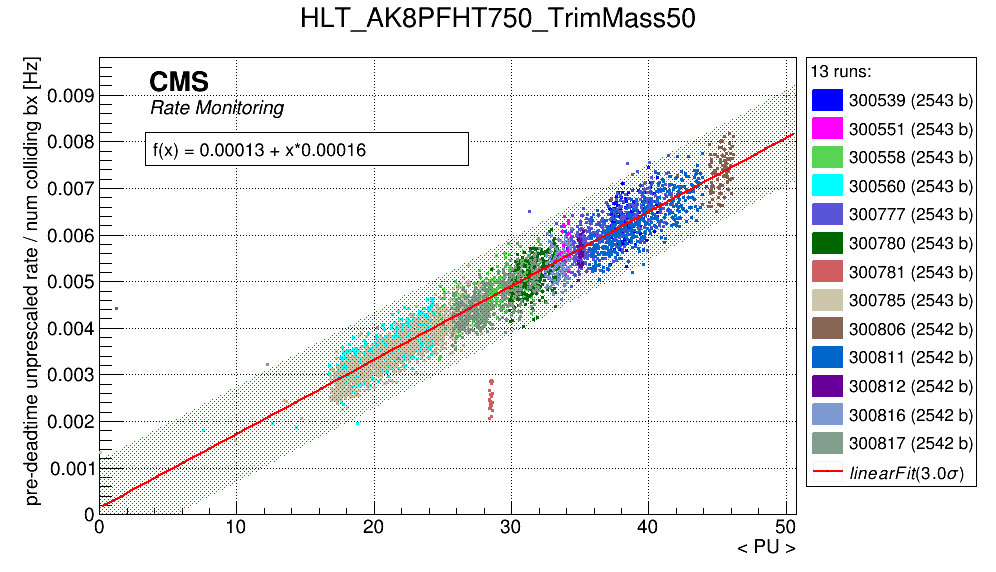 HLT_AK8PFHT750_TrimMass50
pre-deadtime unprescaled rate / num colliding bx [Hz]
CMS
Rate Monitoring
f(x) = 0.00013 + x*0.00016
0.009
0.008
0.007
0.006
0.005
0.004
0.003
0.002
0.001
0
0 10 20 30 40 50
< PU >
13 runs:
300539 (2543 b)
300551 (2543 b)
300558 (2543 b)
300560 (2543 b)
300777 (2543 b)
300780 (2543 b)
300781 (2543 b)
300785 (2543 b)
300806 (2542 b)
300811 (2542 b)
300812 (2542 b)
300816 (2542 b)
300817 (2542 b)
linearFit(3.0σ)